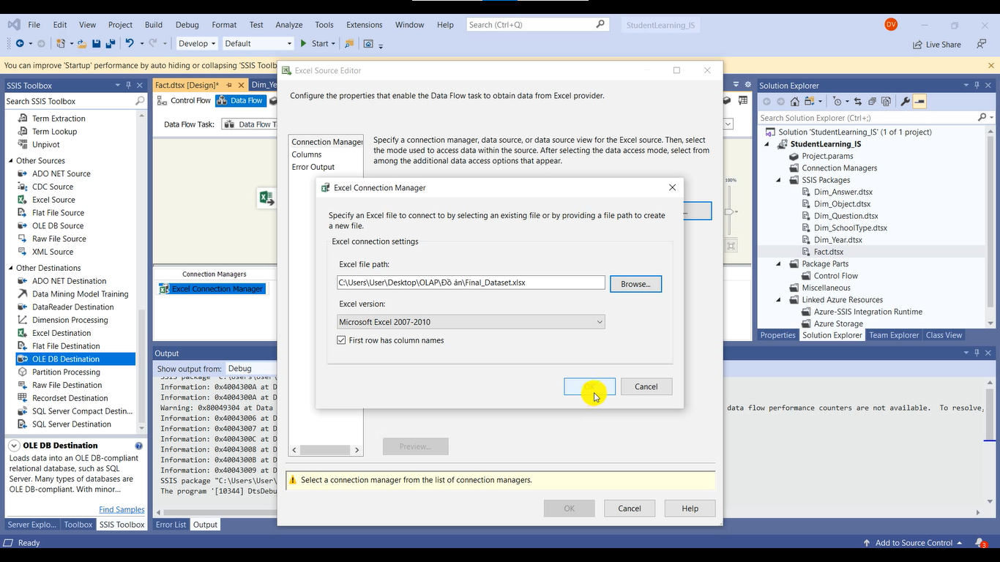 File Edit View Project Build Debug Format Test Analyze Tools Extensions Window Help Search (Ctrl+Q) StudentLearning_IS DV
Develop Default Start Live Share
You can improve 'Startup' performance by auto hiding or collapsing 'SSIS Toolb
SSIS Toolbox
Search SSIS Toolbox
Term Extraction
Term Lookup
Unpivot
Other Sources
ADO NET Source
CDC Source
Excel Source
Flat File Source
OLE DB Source
Raw File Source
XML Source
Other Destinations
ADO NET Destination
Data Mining Model Training
DataReader Destination
Dimension Processing
Excel Destination
Flat File Destination
OLE DB Destination
Partition Processing
Raw File Destination
Recordset Destination
SQL Server Compact Destin...
SQL Server Destination
OLE DB Destination
Loads data into an OLE DB-compliant
relational database, such as SQL
Server. Many types of databases are
OLE DB-compliant. With minor...
Find Samples
Server Explo... Toolbox SSIS Toolbox
Fact.dtsx [Design]* Dim_Ye
Control Flow Data Flow
Data Flow Task: Data Flow T
100%
Connection Managers
Excel Connection Manager
Output
Show output from: Debug
SSIS package "C:\Users\User\
Information: 0x4004300A at D
Information: 0x4004300A at D
Warning: 0x80049304 at Data data flow performance counters are not available. To resolve,
Information: 0x40043006 at D
Information: 0x40043007 at D
Information: 0x4004300C at D
Information: 0x40043008 at D
Information: 0x4004300B at D
Information: 0x40043009 at D
SSIS package "C:\Users\User\
The program '[10344] DtsDebu
Error List Output
Excel Source Editor
Configure the properties that enable the Data Flow task to obtain data from Excel provider.
Connection Manager
Columns
Error Output
Specify a connection manager, data source, or data source view for the Excel source. Then, select
the mode used to access data within the source. After selecting the data access mode, select from
among the additional data access options that appear.
Excel Connection Manager
Specify an Excel file to connect to by selecting an existing file or by providing a file path to create
a new file.
Excel connection settings
Excel file path:
C:\Users\User\Desktop\OLAP\Đồ án\Final_Dataset.xlsx Browse...
Excel version:
Microsoft Excel 2007-2010
First row has column names
Cancel
Preview...
Select a connection manager from the list of connection managers.
OK Cancel Help
Solution Explorer
Search Solution Explorer (Ctrl+;)
Solution 'StudentLearning_IS' (1 of 1 project)
StudentLearning_IS
Project.params
Connection Managers
SSIS Packages
Dim_Answer.dtsx
Dim_Object.dtsx
Dim_Question.dtsx
Dim_SchoolType.dtsx
Dim_Year.dtsx
Fact.dtsx
Package Parts
Control Flow
Miscellaneous
Linked Azure Resources
Azure-SSIS Integration Runtime
Azure Storage
Properties Solution Explorer Team Explorer Class View
Ready Add to Source Control 3